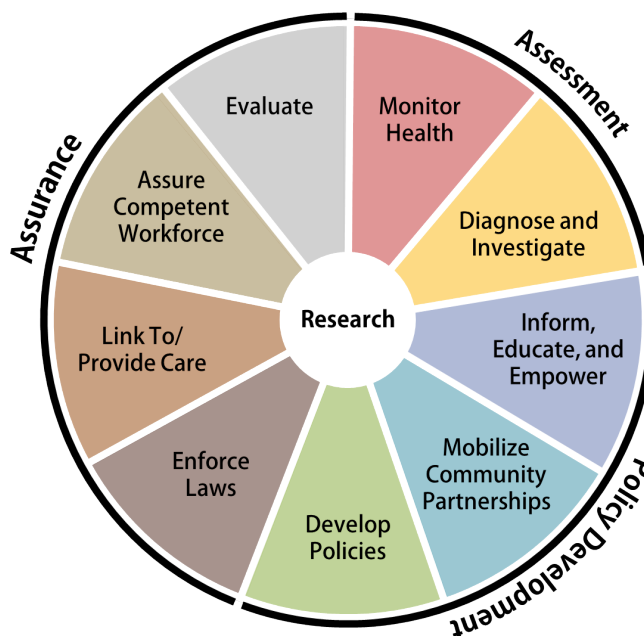 Assessment
Monitor
Health
Diagnose and
Investigate
Inform,
Educate, and
Empower
Policy Development
Mobilize
Community
Partnerships
Develop
Policies
Enforce
Laws
Link To/
Provide Care
Assurance
Assure
Competent
Workforce
Evaluate
Research